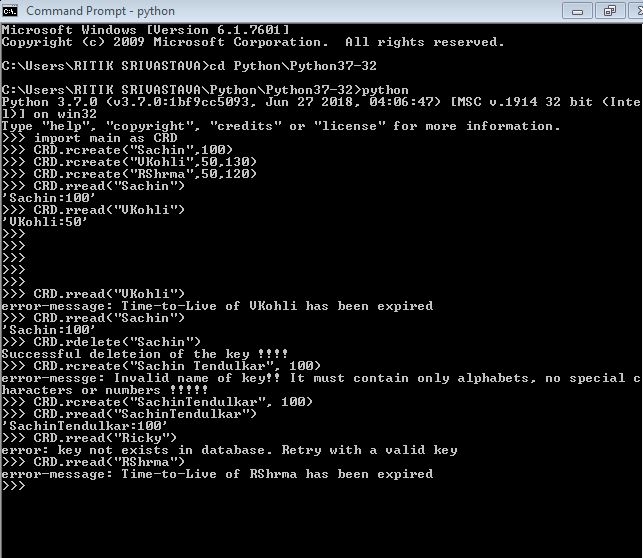 Command Prompt - python
Microsoft Windows [Version 6.1.7601]
Copyright (c) 2009 Microsoft Corporation.  All rights reserved.
C:\Users\RITIK SRIVASTAVA>cd Python\Python37-32
C:\Users\RITIK SRIVASTAVA\Python\Python37-32>python
Python 3.7.0 (v3.7.0:1bf9cc5093, Jun 27 2018, 04:06:47) [MSC v.1914 32 bit (Inte
l)] on win32
Type "help", "copyright", "credits" or "license" for more information.
>>> import main as CRD
>>> CRD.rcreate("Sachin",100)
>>> CRD.rcreate("VKohli",50,130)
>>> CRD.rcreate("RShrma",50,120)
>>> CRD.rread("Sachin")
'Sachin:100'
>>> CRD.rread("VKohli")
'VKohli:50'
>>>
>>>
>>>
>>>
>>>
>>> CRD.rread("VKohli")
error-message: Time-to-Live of VKohli has been expired
>>> CRD.rread("Sachin")
'Sachin:100'
>>> CRD.rdelete("Sachin")
Successful deleteion of the key !!!!
>>> CRD.rcreate("Sachin Tendulkar", 100)
error-messge: Invalid name of key!! It must contain only alphabets, no special c
haracters or numbers !!!!!
>>> CRD.rcreate("SachinTendulkar", 100)
>>> CRD.rread("SachinTendulkar")
'SachinTendulkar:100'
>>> CRD.rread("Ricky")
error: key not exists in database. Retry with a valid key
>>> CRD.rread("RShrma")
error-message: Time-to-Live of RShrma has been expired
>>>